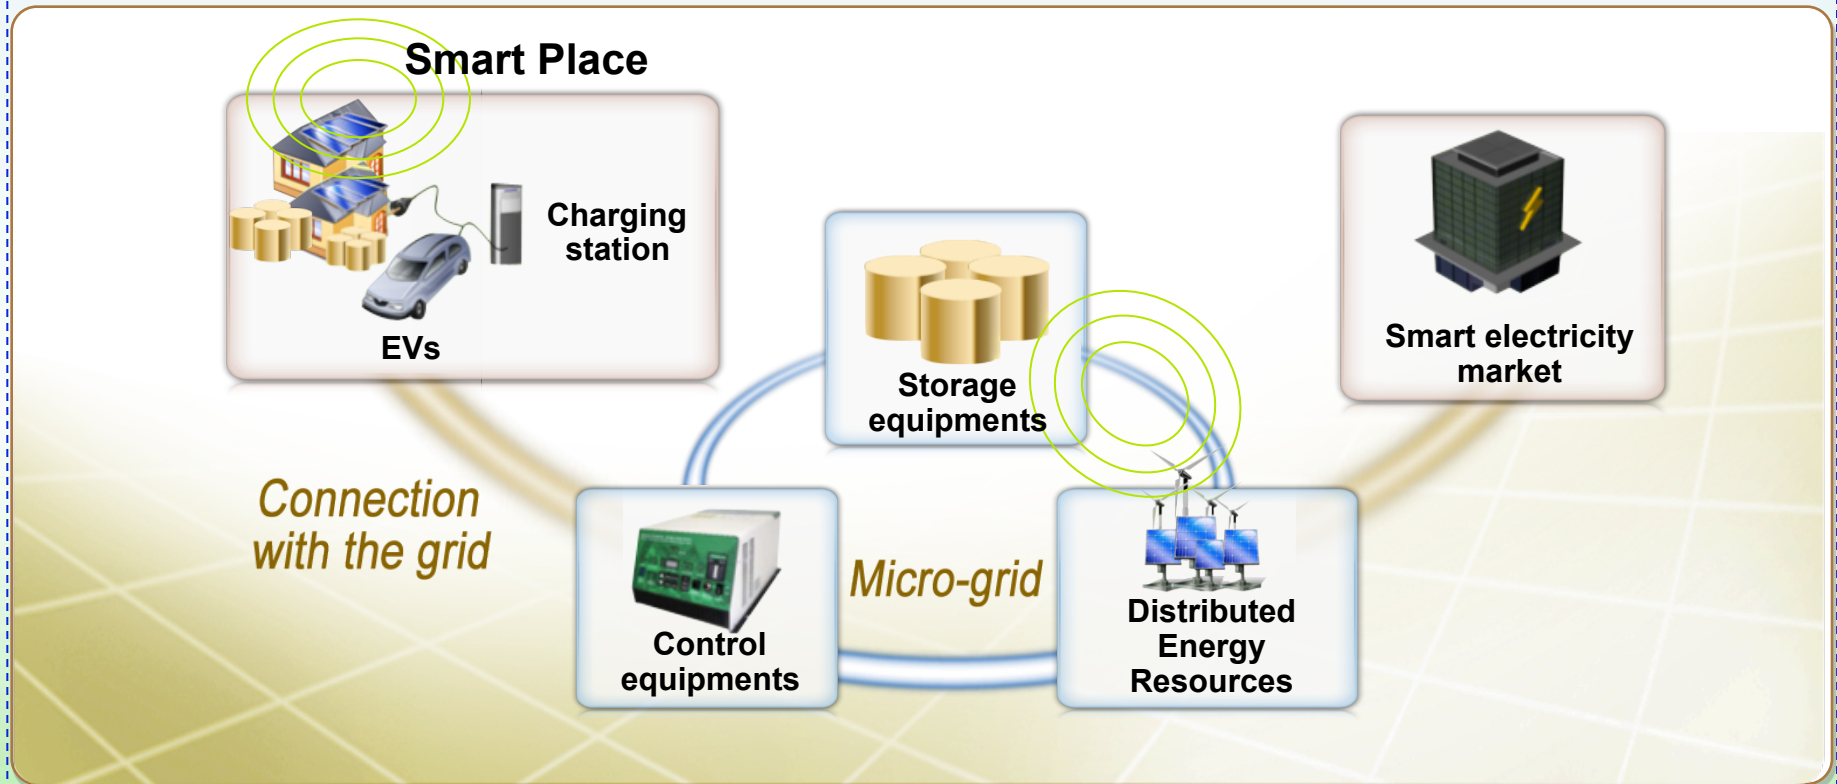 Smart Place
Charging
station
EVs
Storage
equipments
Smart electricity
market
Connection
with the grid
Micro-grid
Control
equipments
Distributed
Energy
Resources